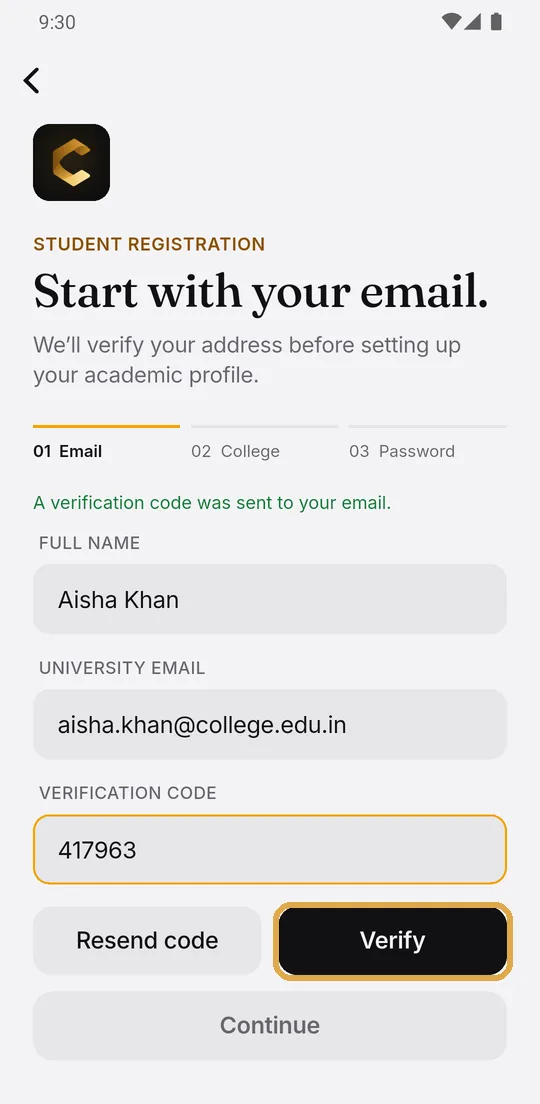 9:30
STUDENT REGISTRATION
Start with your email.
We’ll verify your address before setting up
your academic profile.
01 Email
02 College
03 Password
A verification code was sent to your email.
FULL NAME
Aisha Khan
UNIVERSITY EMAIL
aisha.khan@college.edu.in
VERIFICATION CODE
417963
Resend code
Verify
Continue